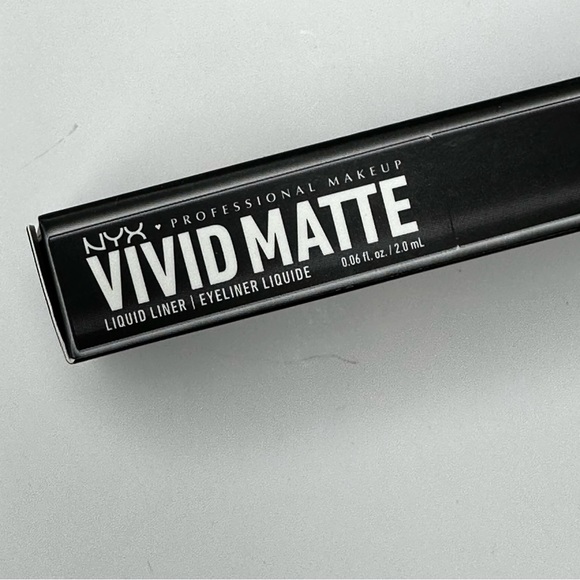 NYX ♥ PROFESSIONAL MAKEUP
VIVID MATTE
LIQUID LINER | EYELINER LIQUIDE 0.06 fl. oz. / 2.0 mL